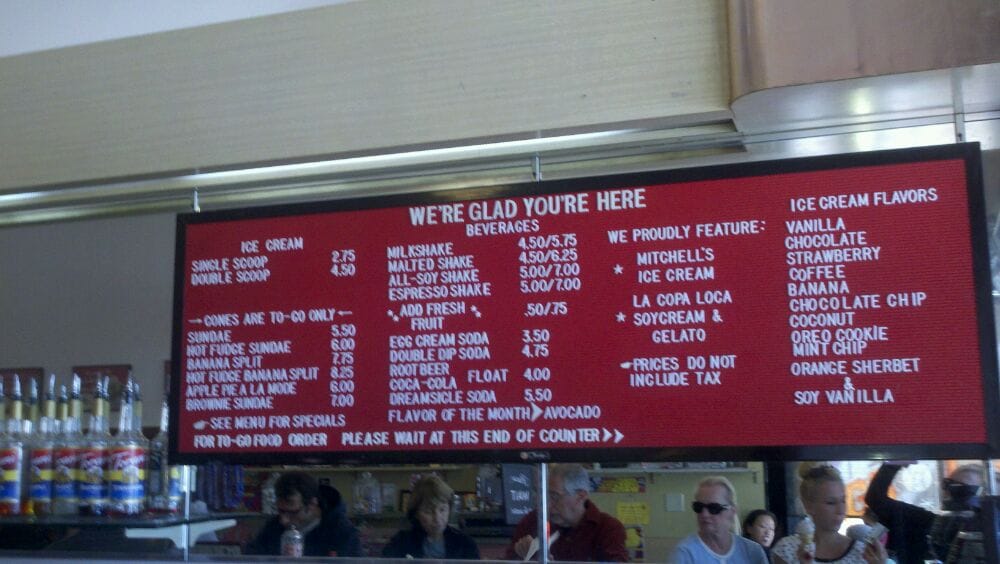 WE'RE GLAD YOU'RE HERE
ICE CREAM
SINGLE SCOOP 2.75
DOUBLE SCOOP 4.50
→CONES ARE TO-GO ONLY←
SUNDAE 5.50
HOT FUDGE SUNDAE 6.00
BANANA SPLIT 7.75
HOT FUDGE BANANA SPLIT 8.25
APPLE PIE A LA MODE 6.00
BROWNIE SUNDAE 7.00
☛SEE MENU FOR SPECIALS
BEVERAGES
MILKSHAKE 4.50/5.75
MALTED SHAKE 4.50/6.25
ALL-SOY SHAKE 5.00/7.00
ESPRESSO SHAKE 5.00/7.00
ADD FRESH .50/.75
FRUIT
EGG CREAM SODA 3.50
DOUBLE DIP SODA 4.75
ROOT BEER
COCA-COLA FLOAT 4.00
DREAMSICLE SODA 5.50
FLAVOR OF THE MONTH➤AVOCADO
FOR TO-GO FOOD ORDER PLEASE WAIT AT THIS END OF COUNTER➤➤
WE PROUDLY FEATURE:
★ MITCHELL'S
ICE CREAM
LA COPA LOCA
★ SOYCREAM &
GELATO
☛PRICES DO NOT
INCLUDE TAX
ICE CREAM FLAVORS
VANILLA
CHOCOLATE
STRAWBERRY
COFFEE
BANANA
CHOCOLATE CHIP
COCONUT
OREO COOKIE
MINT CHIP
ORANGE SHERBET
&
SOY VANILLA